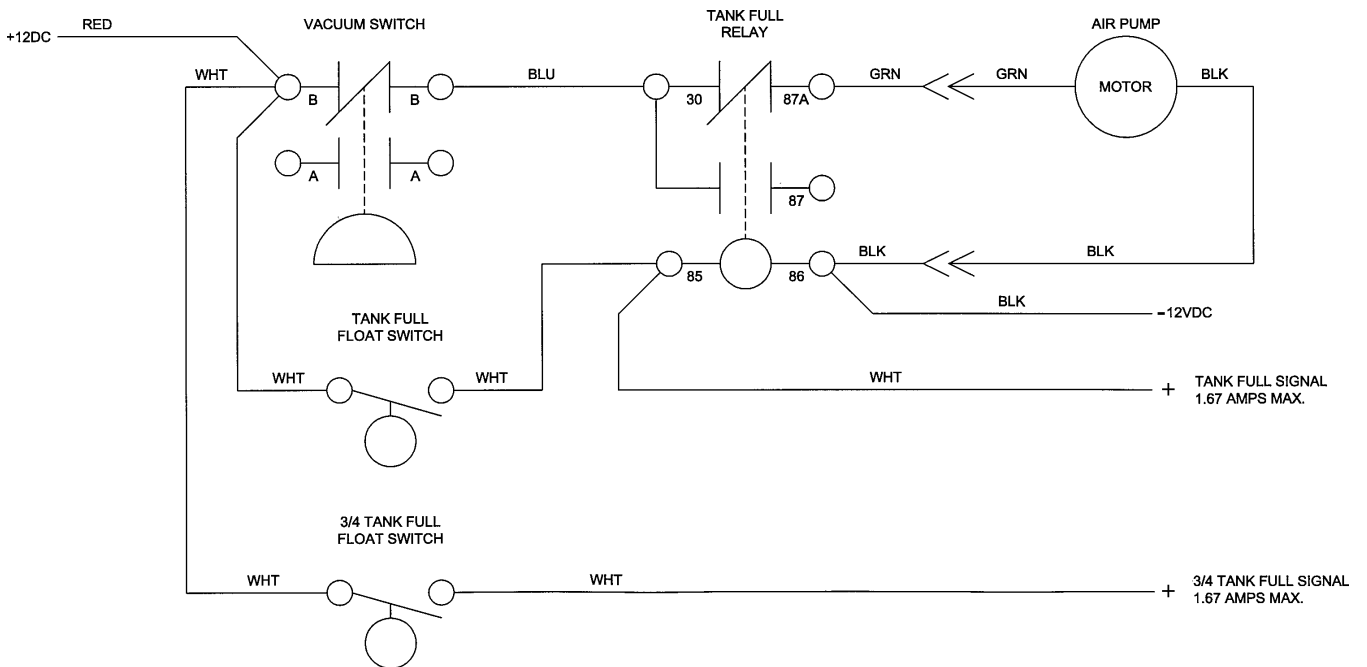 RED
+12DC
VACUUM SWITCH
TANK FULL
RELAY
AIR PUMP
WHT
B
B
BLU
30
87A
GRN
GRN
MOTOR
BLK
A
A
87
85
86
BLK
BLK
BLK
-12VDC
TANK FULL
FLOAT SWITCH
WHT
WHT
WHT
+
TANK FULL SIGNAL
1.67 AMPS MAX.
3/4 TANK FULL
FLOAT SWITCH
WHT
WHT
+
3/4 TANK FULL SIGNAL
1.67 AMPS MAX.